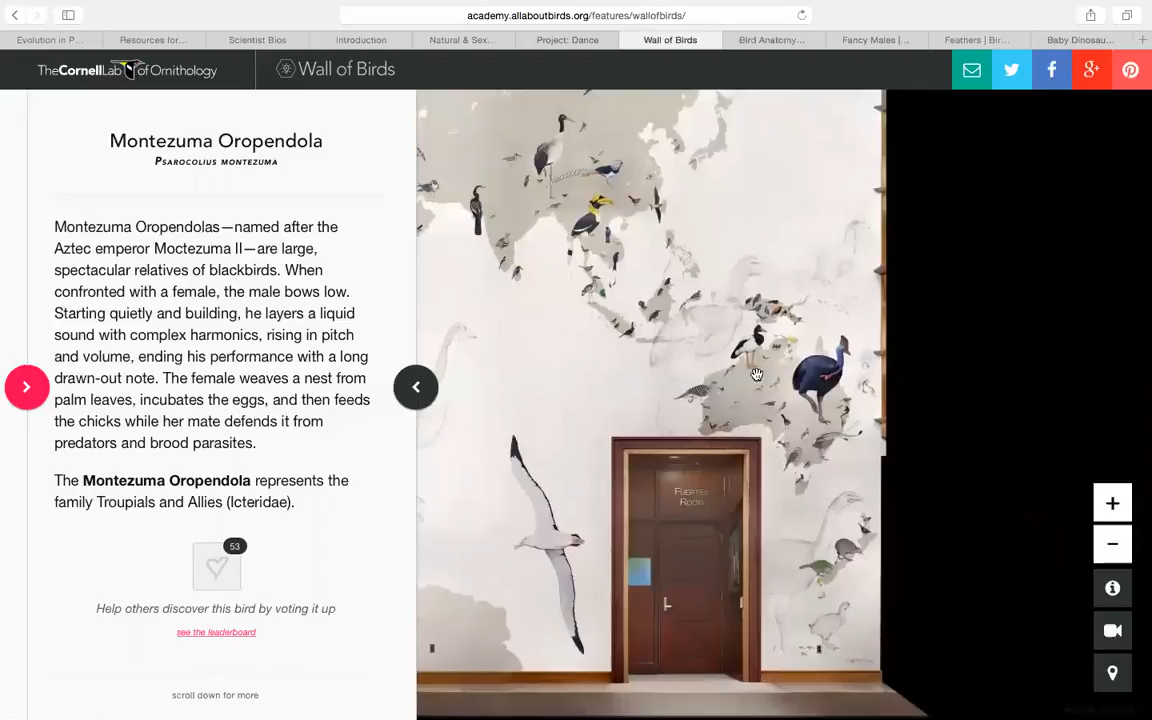 academy.allaboutbirds.org/features/wallofbirds/
Evolution in P... Resources for... Scientist Bios Introduction Natural & Sex... Project: Dance Wall of Birds Bird Anatomy... Fancy Males |... Feathers | Bir... Baby Dinosau...
TheCornellLab of Ornithology Wall of Birds
Montezuma Oropendola
Psarocolius montezuma
Montezuma Oropendolas—named after the
Aztec emperor Moctezuma II—are large,
spectacular relatives of blackbirds. When
confronted with a female, the male bows low.
Starting quietly and building, he layers a liquid
sound with complex harmonics, rising in pitch
and volume, ending his performance with a long
drawn-out note. The female weaves a nest from
palm leaves, incubates the eggs, and then feeds
the chicks while her mate defends it from
predators and brood parasites.
The Montezuma Oropendola represents the
family Troupials and Allies (Icteridae).
53
Help others discover this bird by voting it up
see the leaderboard
scroll down for more
FUERTES
ROOM